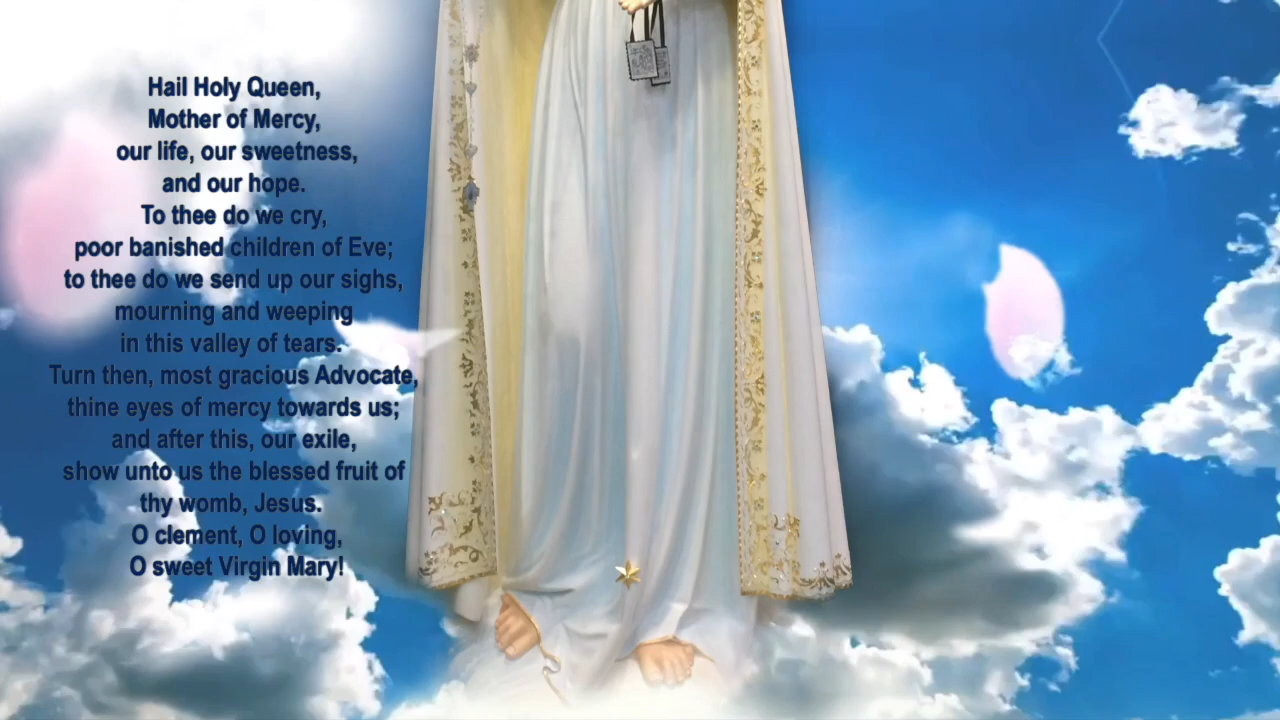 Hail Holy Queen,
Mother of Mercy,
our life, our sweetness,
and our hope.
To thee do we cry,
poor banished children of Eve;
to thee do we send up our sighs,
mourning and weeping
in this valley of tears.
Turn then, most gracious Advocate,
thine eyes of mercy towards us;
and after this, our exile,
show unto us the blessed fruit of
thy womb, Jesus.
O clement, O loving,
O sweet Virgin Mary!